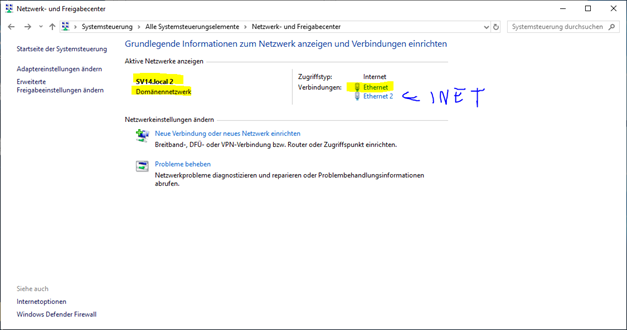 Netzwerk- und Freigabecenter
Systemsteuerung > Alle Systemsteuerungselemente > Netzwerk- und Freigabecenter
Systemsteuerung durchsuchen
Startseite der Systemsteuerung
Adaptereinstellungen ändern
Erweiterte
Freigabeeinstellungen ändern
Grundlegende Informationen zum Netzwerk anzeigen und Verbindungen einrichten
Aktive Netzwerke anzeigen
SV14.local 2
Domänennetzwerk
Zugriffstyp: Internet
Verbindungen: Ethernet
Ethernet 2
INET
Netzwerkeinstellungen ändern
Neue Verbindung oder neues Netzwerk einrichten
Breitband-, DFÜ- oder VPN-Verbindung bzw. Router oder Zugriffspunkt einrichten.
Probleme beheben
Netzwerkprobleme diagnostizieren und reparieren oder Problembehandlungsinformationen
abrufen.
Siehe auch
Internetoptionen
Windows Defender Firewall